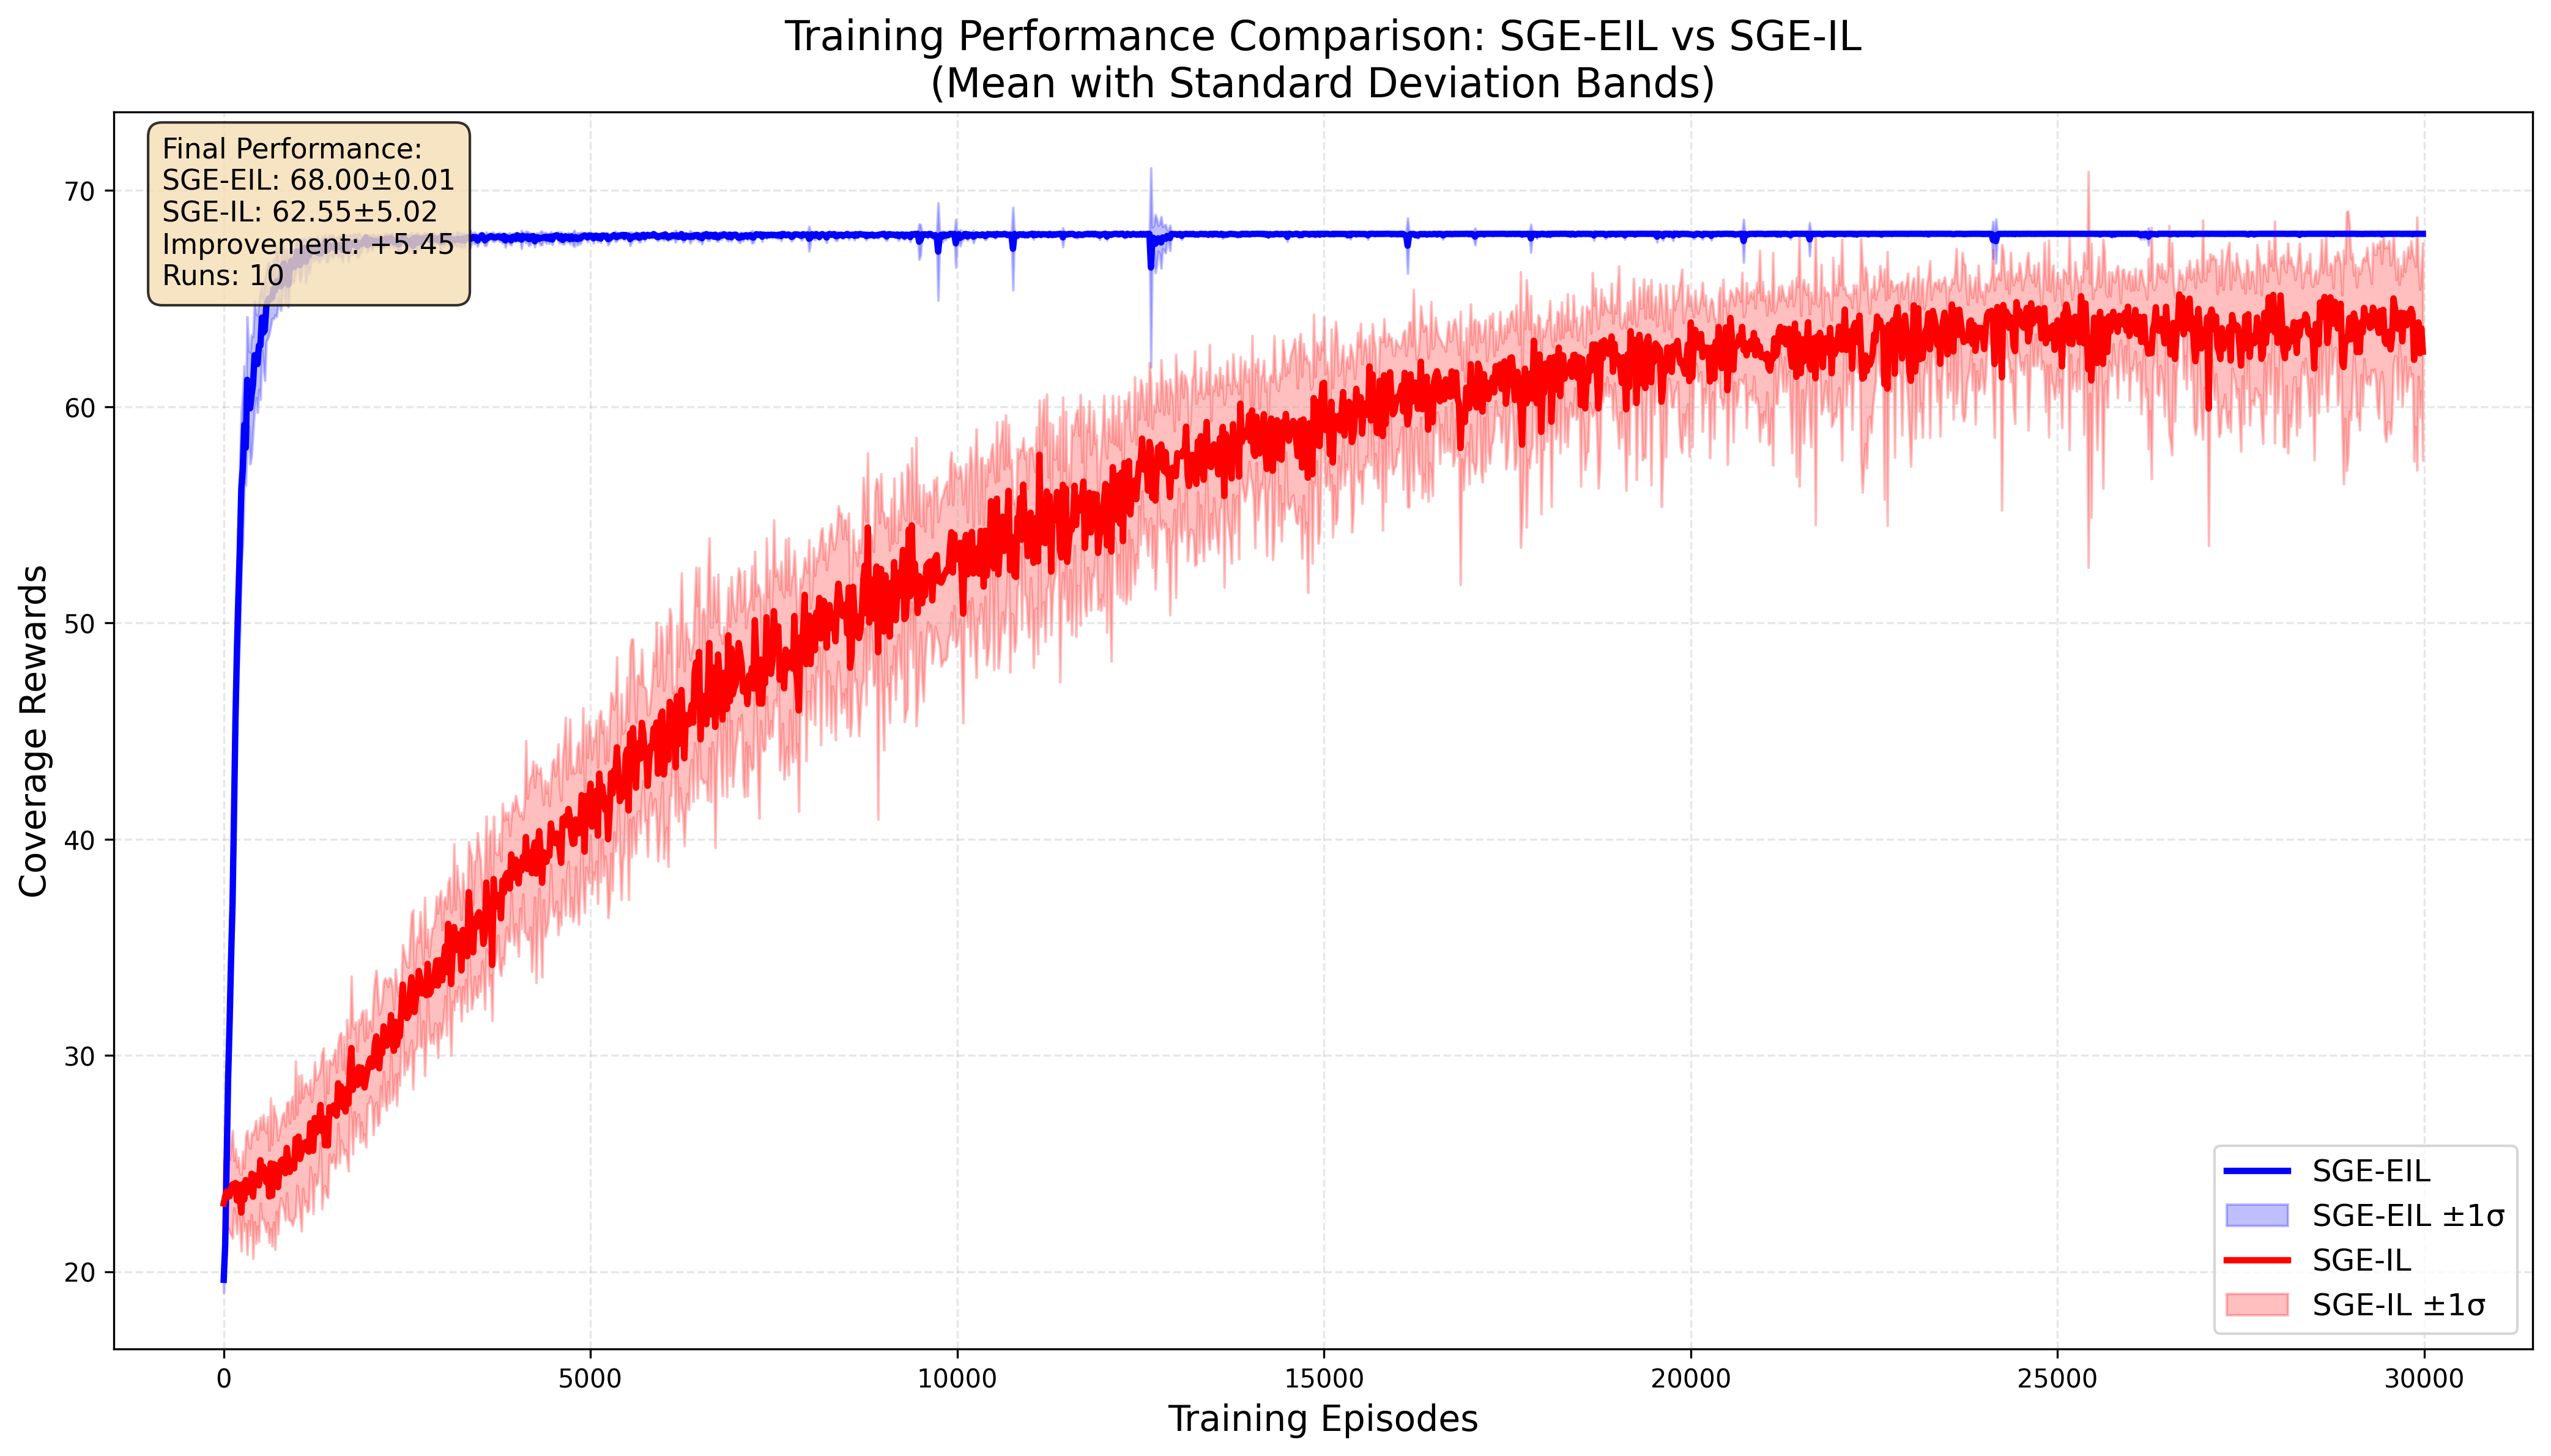 Training Performance Comparison: SGE-EIL vs SGE-IL
(Mean with Standard Deviation Bands)
Final Performance:
SGE-EIL: 68.00±0.01
SGE-IL: 62.55±5.02
Improvement: +5.45
Runs: 10
Coverage Rewards
70
60
50
40
30
20
SGE-EIL
SGE-EIL ±1σ
SGE-IL
SGE-IL ±1σ
0 5000 10000 15000 20000 25000 30000
Training Episodes